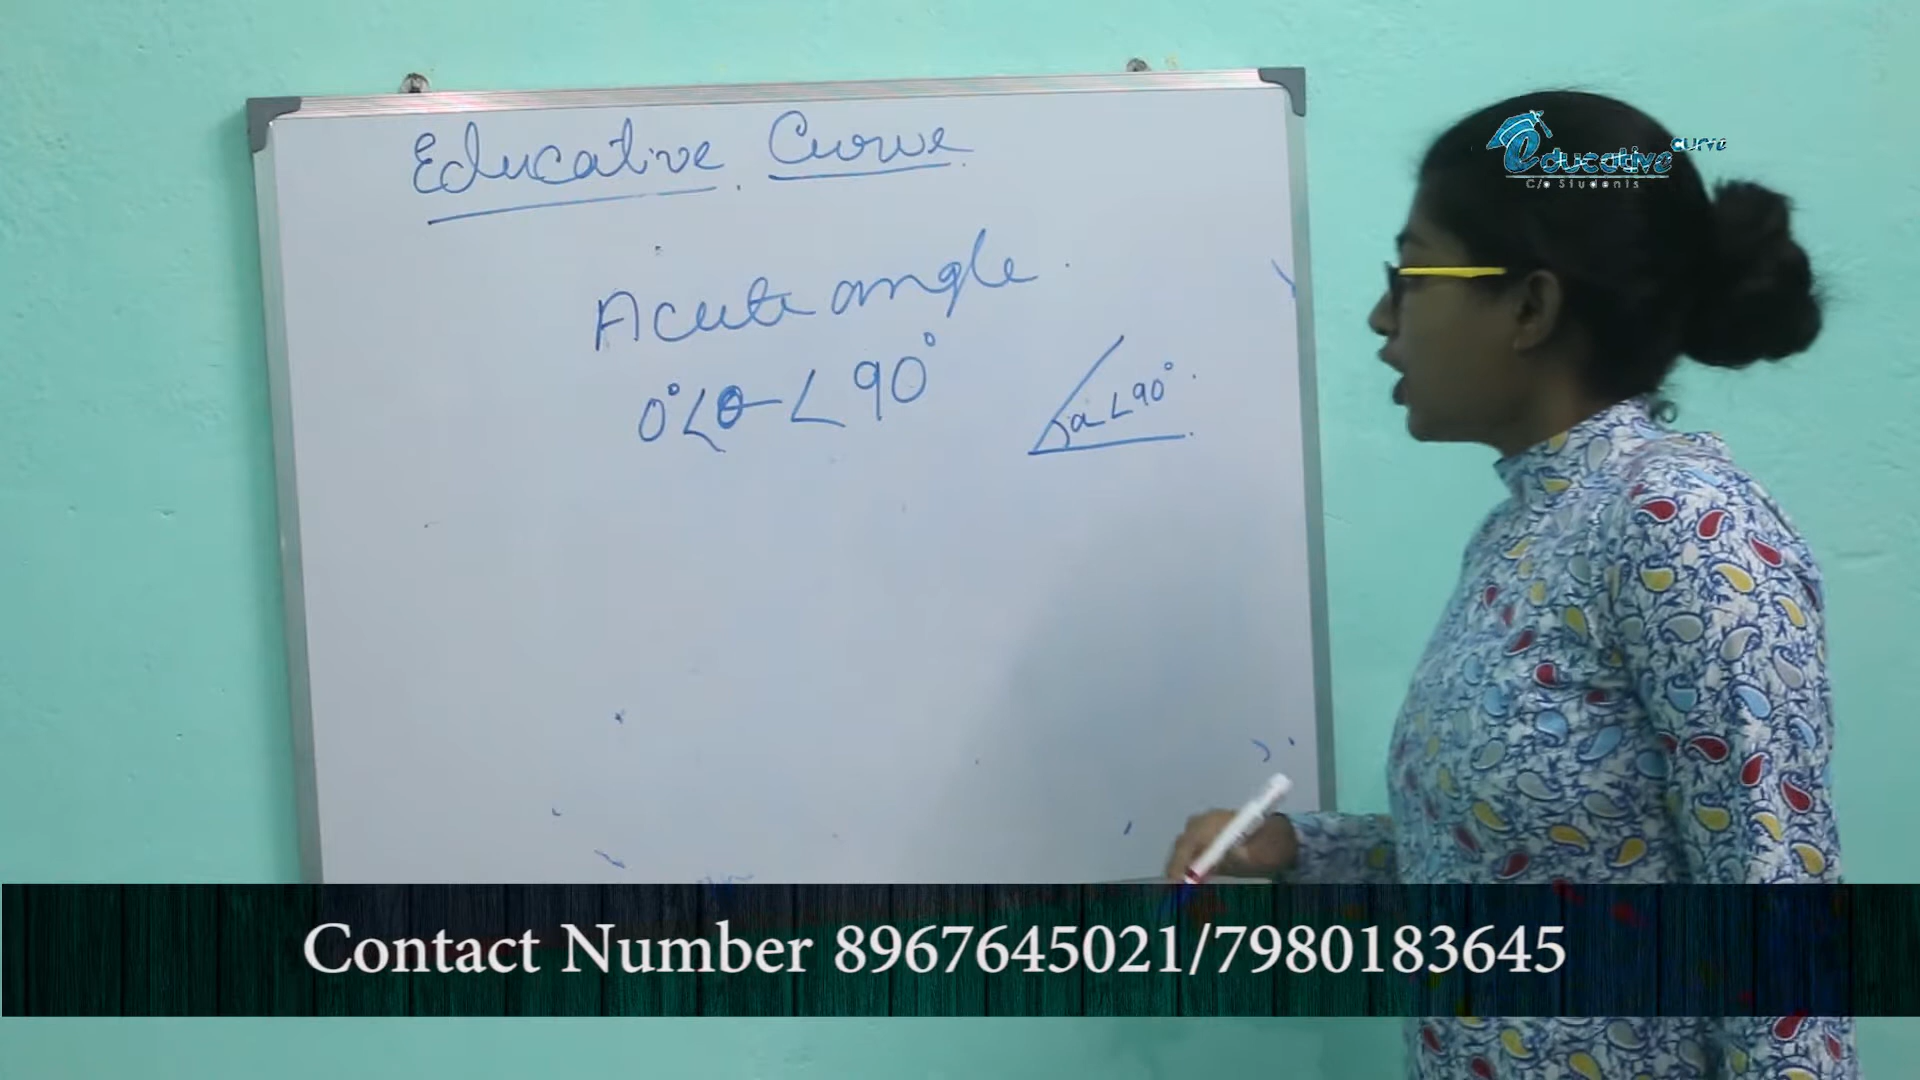 Educative Curve
Acute angle
0° < θ < 90°
a < 90°
Educative curve
C/o Students
Contact Number 8967645021/7980183645